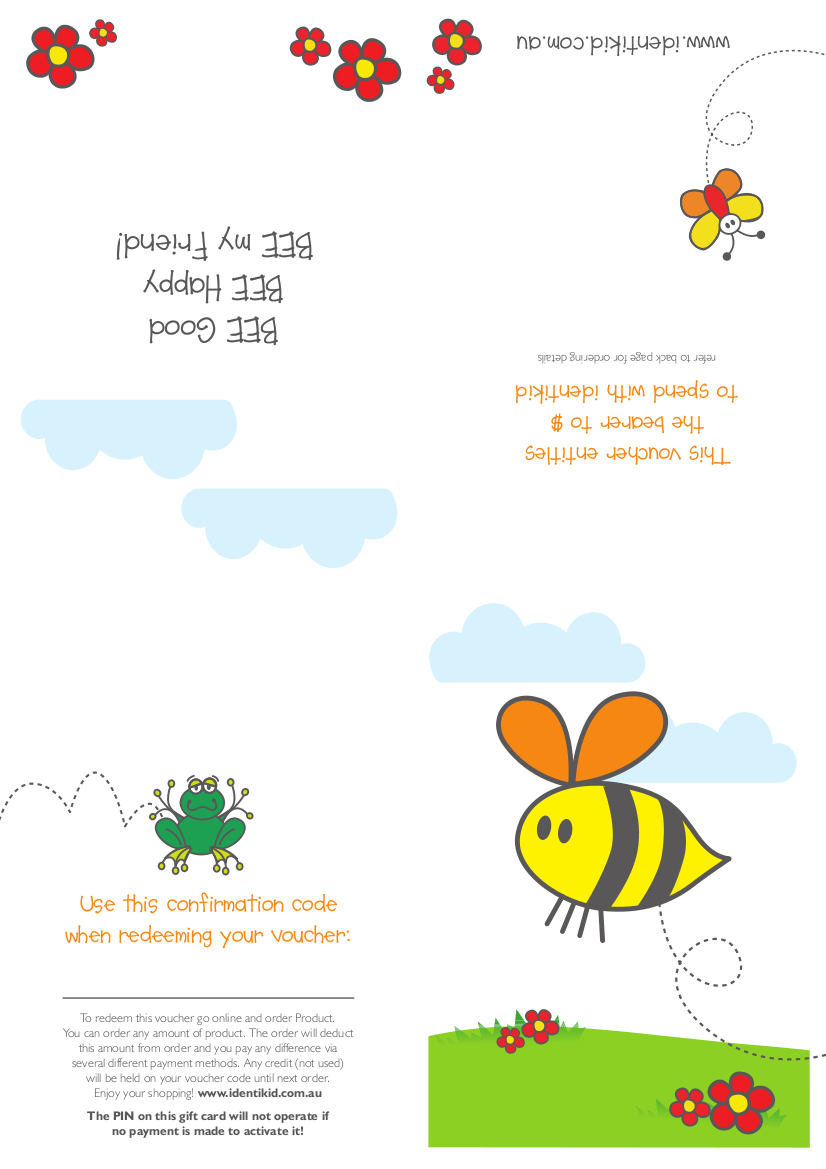 BEE Good
BEE Happy
BEE my Friend!
This voucher entitles
the bearer to $
to spend with identikid
refer to back page for ordering details
www.identikid.com.au
Use this confirmation code
when redeeming your voucher:
To redeem this voucher go online and order Product.
You can order any amount of product. The order will deduct
this amount from order and you pay any difference via
several different payment methods. Any credit (not used)
will be held on your voucher code until next order.
Enjoy your shopping! www.identikid.com.au
The PIN on this gift card will not operate if
no payment is made to activate it!